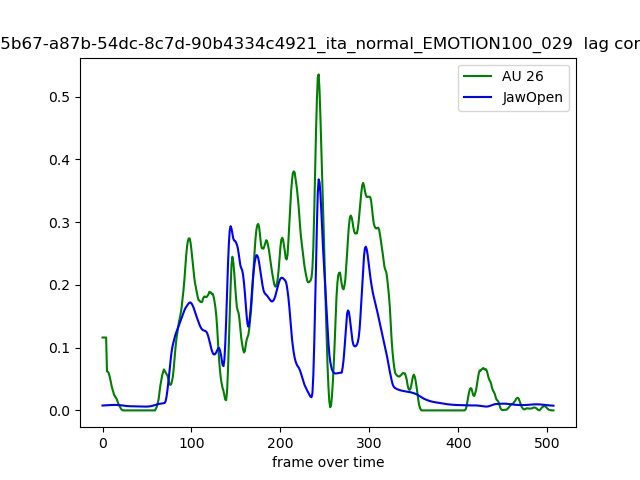 5b67-a87b-54dc-8c7d-90b4334c4921_ita_normal_EMOTION100_029 lag cor
AU 26
JawOpen
0.5
0.4
0.3
0.2
0.1
0.0
0 100 200 300 400 500
frame over time